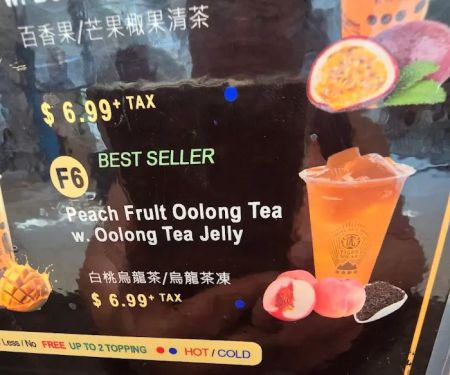 百香果/芒果椒果清茶
$ 6.99+ TAX
BEST SELLER
F6
Peach Fruit Oolong Tea
w. Oolong Tea Jelly
白桃烏龍茶/烏龍茶凍
$ 6.99+ TAX
Less / No FREE UP TO 2 TOPPING HOT / COLD